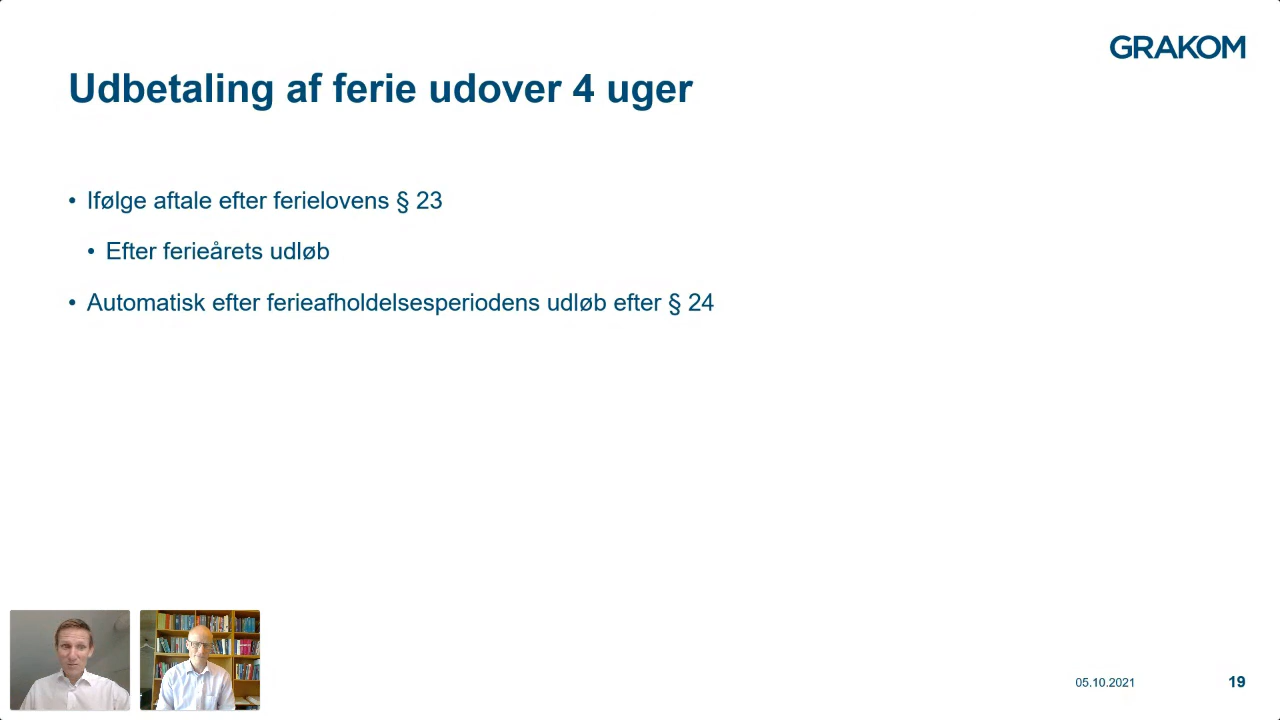 GRAKOM
Udbetaling af ferie udover 4 uger
• Ifølge aftale efter ferielovens § 23
• Efter ferieårets udløb
• Automatisk efter ferieafholdelsesperiodens udløb efter § 24
05.10.2021
19